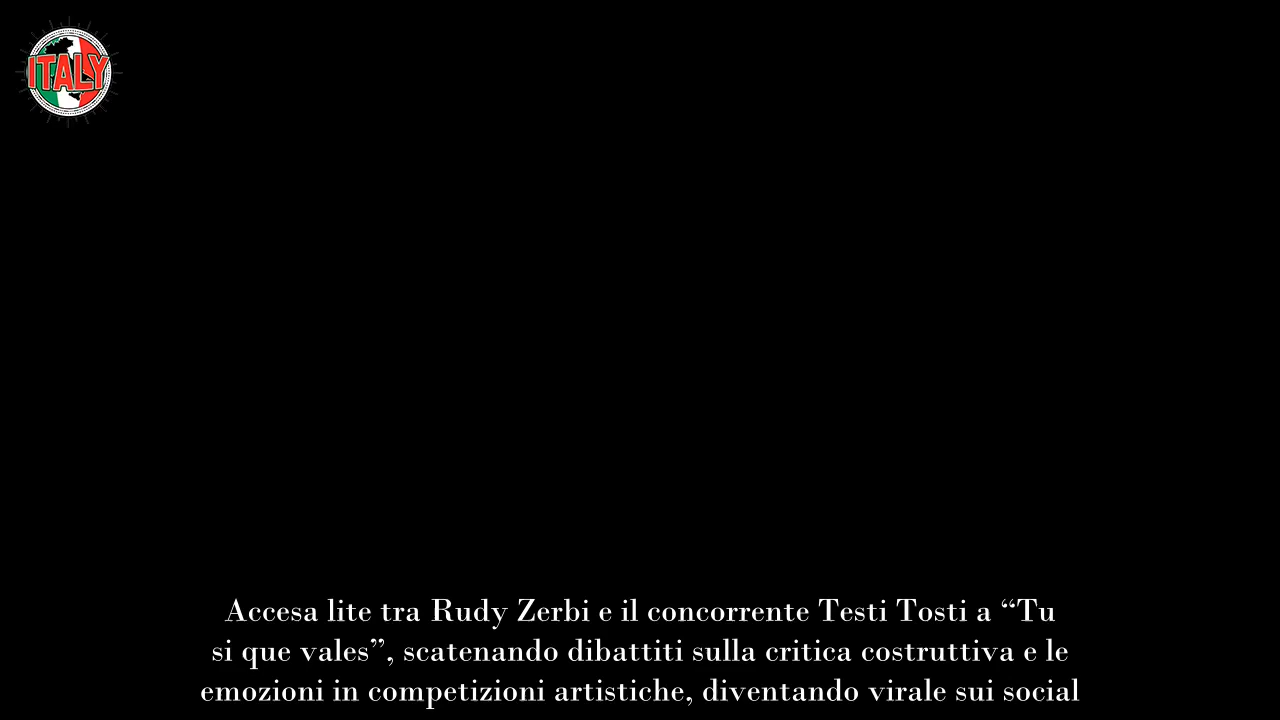 ITALY
Accesa lite tra Rudy Zerbi e il concorrente Testi Tosti a “Tu
si que vales”, scatenando dibattiti sulla critica costruttiva e le
emozioni in competizioni artistiche, diventando virale sui social